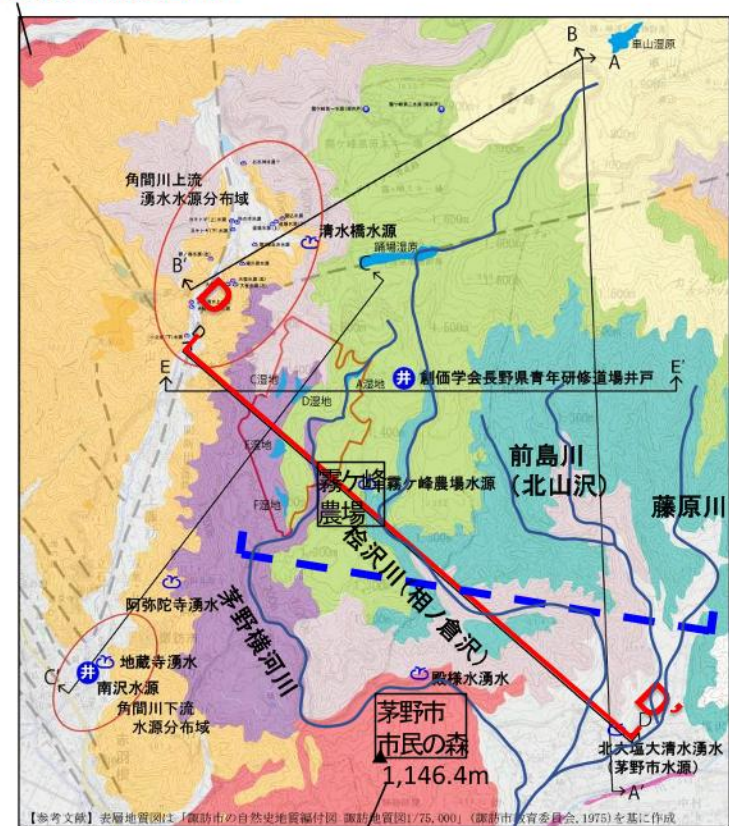 B
A
車山湿原
角間川上流
湧水水源分布域
清水橋水源
踊場湿原
C
B'
D
D
E
E'
C湿地
D湿地
A湿地
井
創価学会長野県青年研修道場井戸
E湿地
F湿地
霧ケ峰
農場
霧ケ峰農場水源
前島川
(北山沢)
藤原川
桧沢川(相ノ倉沢)
茅野横河川
阿弥陀寺湧水
井
地蔵寺湧水
C'
南沢水源
角間川下流
水源分布域
殿様水湧水
茅野市
市民の森
1,146.4m
D'
D'
北大塩大清水湧水
(茅野市水源)
A'
【参考文献】表層地質図は「諏訪市の自然史地質編付図 諏訪地質図1/75,000」(諏訪市教育委員会,1975)を基に作成